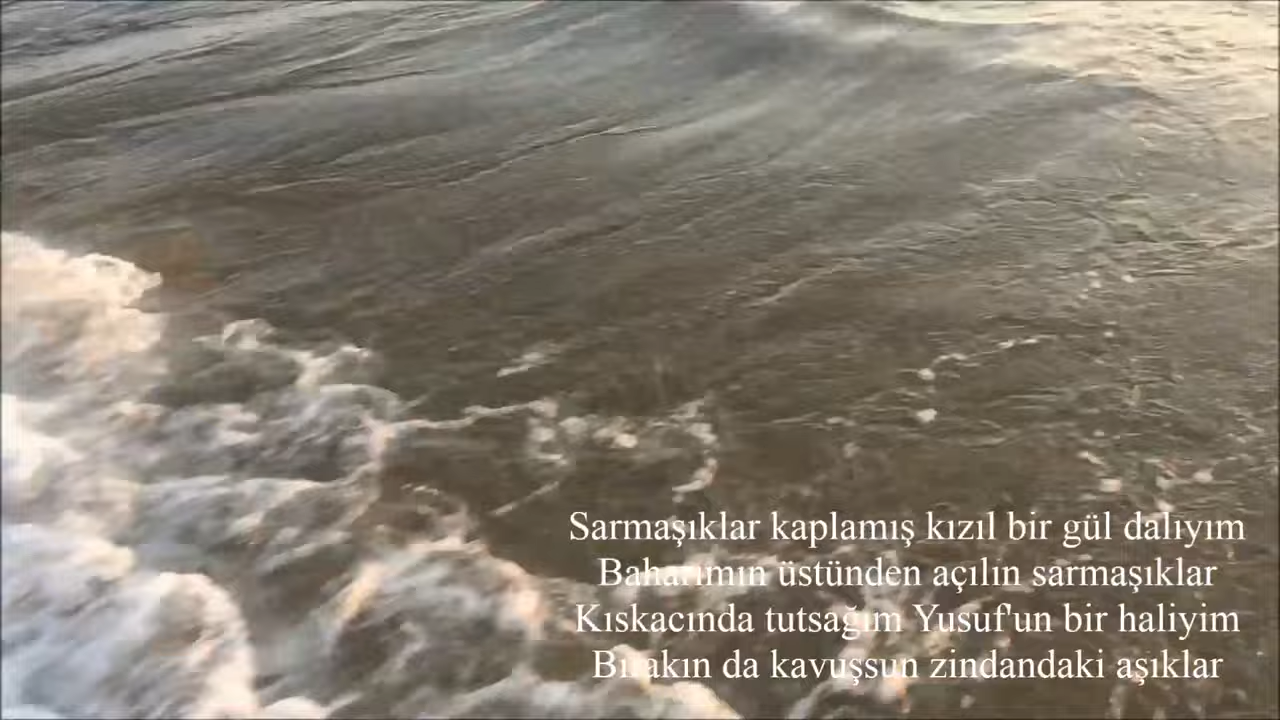 Sarmaşıklar kaplamış kızıl bir gül dalıyım
Baharımın üstünden açılin sarmaşıklar
Kıskacında tutsağım Yusuf'un bir haliyim
Bırakın da kavuşsun zindandaki aşıklar